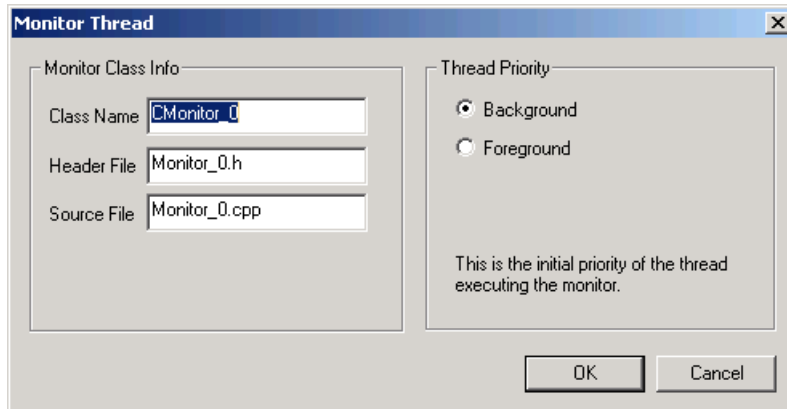 Monitor Thread
Monitor Class Info
Class Name CMonitor_0
Header File Monitor_0.h
Source File Monitor_0.cpp
Thread Priority
Background
Foreground
This is the initial priority of the thread
executing the monitor.
OK Cancel